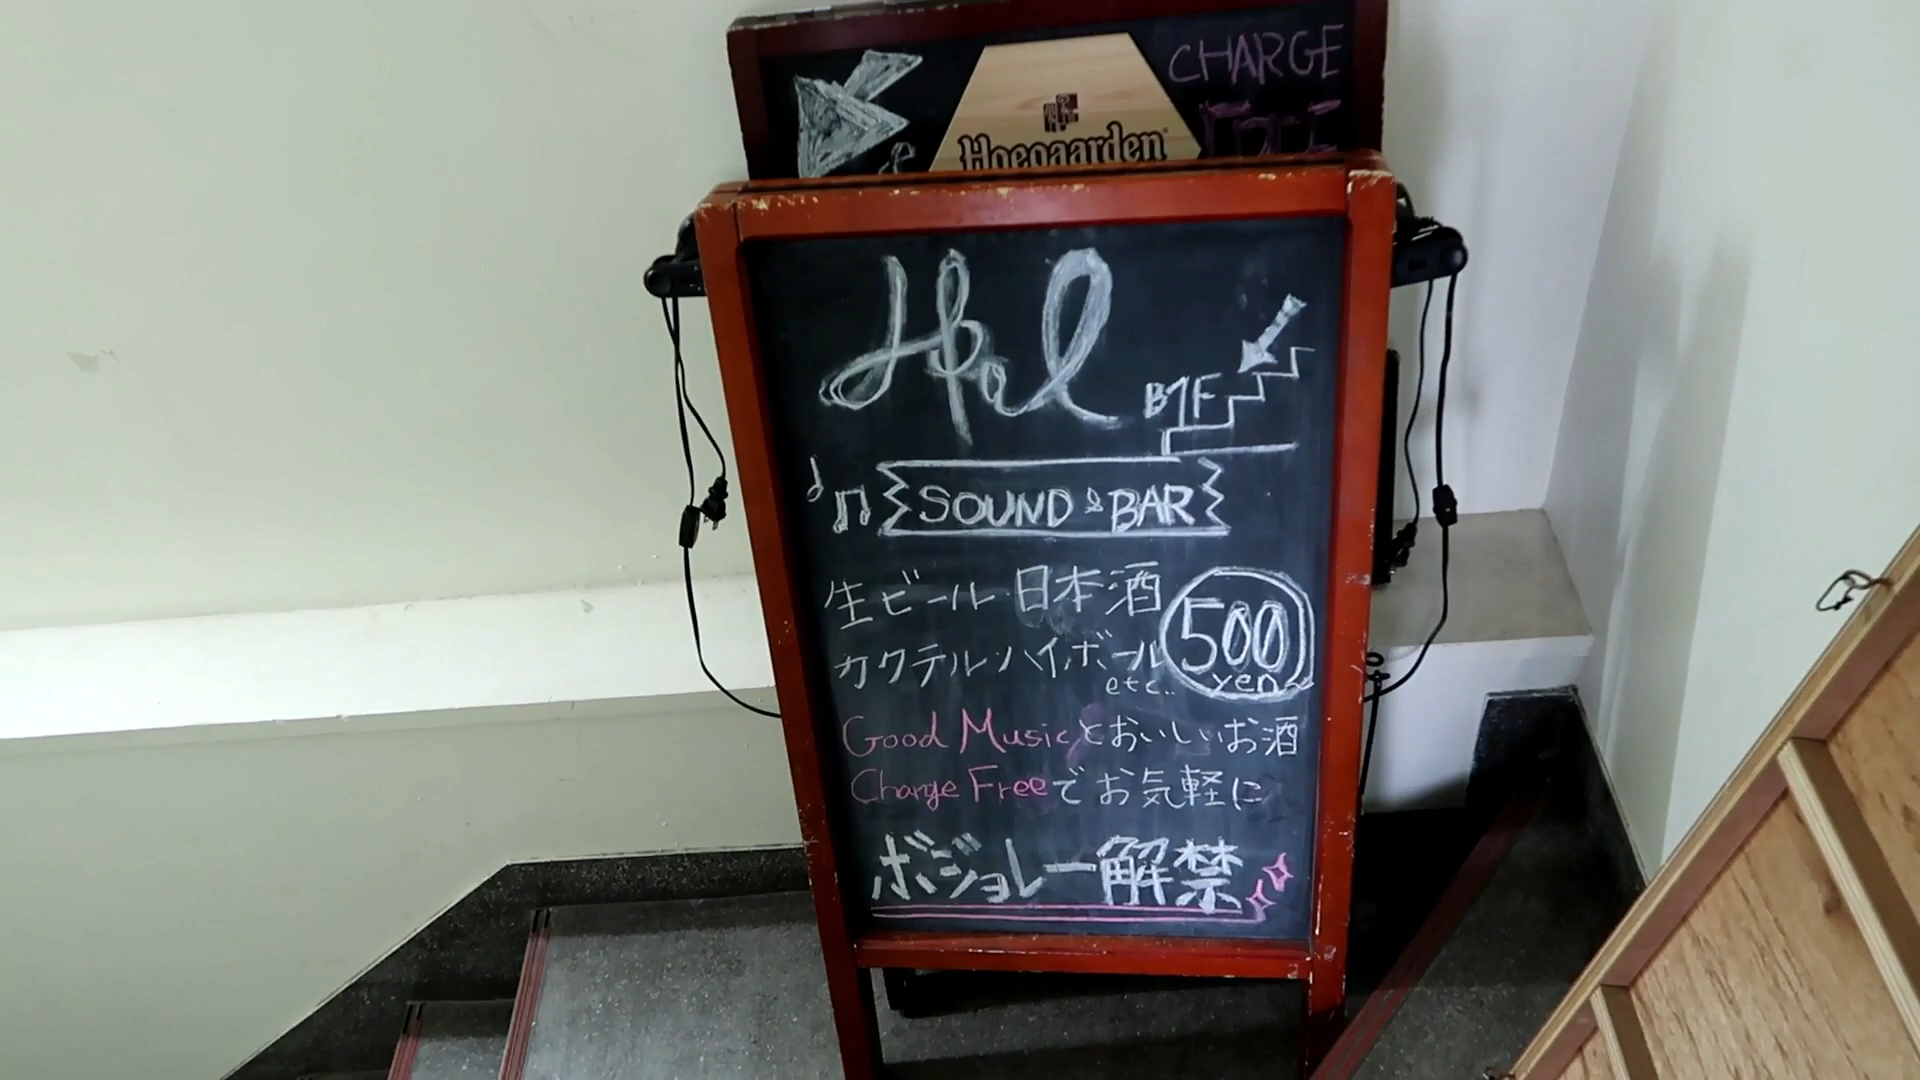 CHARGE
FREE
Hoegaarden
Hal
B1F
SOUND & BAR
生ビール・日本酒
カクテル・ハイボール
etc..
500
yen~
Good Musicとおいしいお酒
Charge Freeでお気軽に
ボジョレー解禁